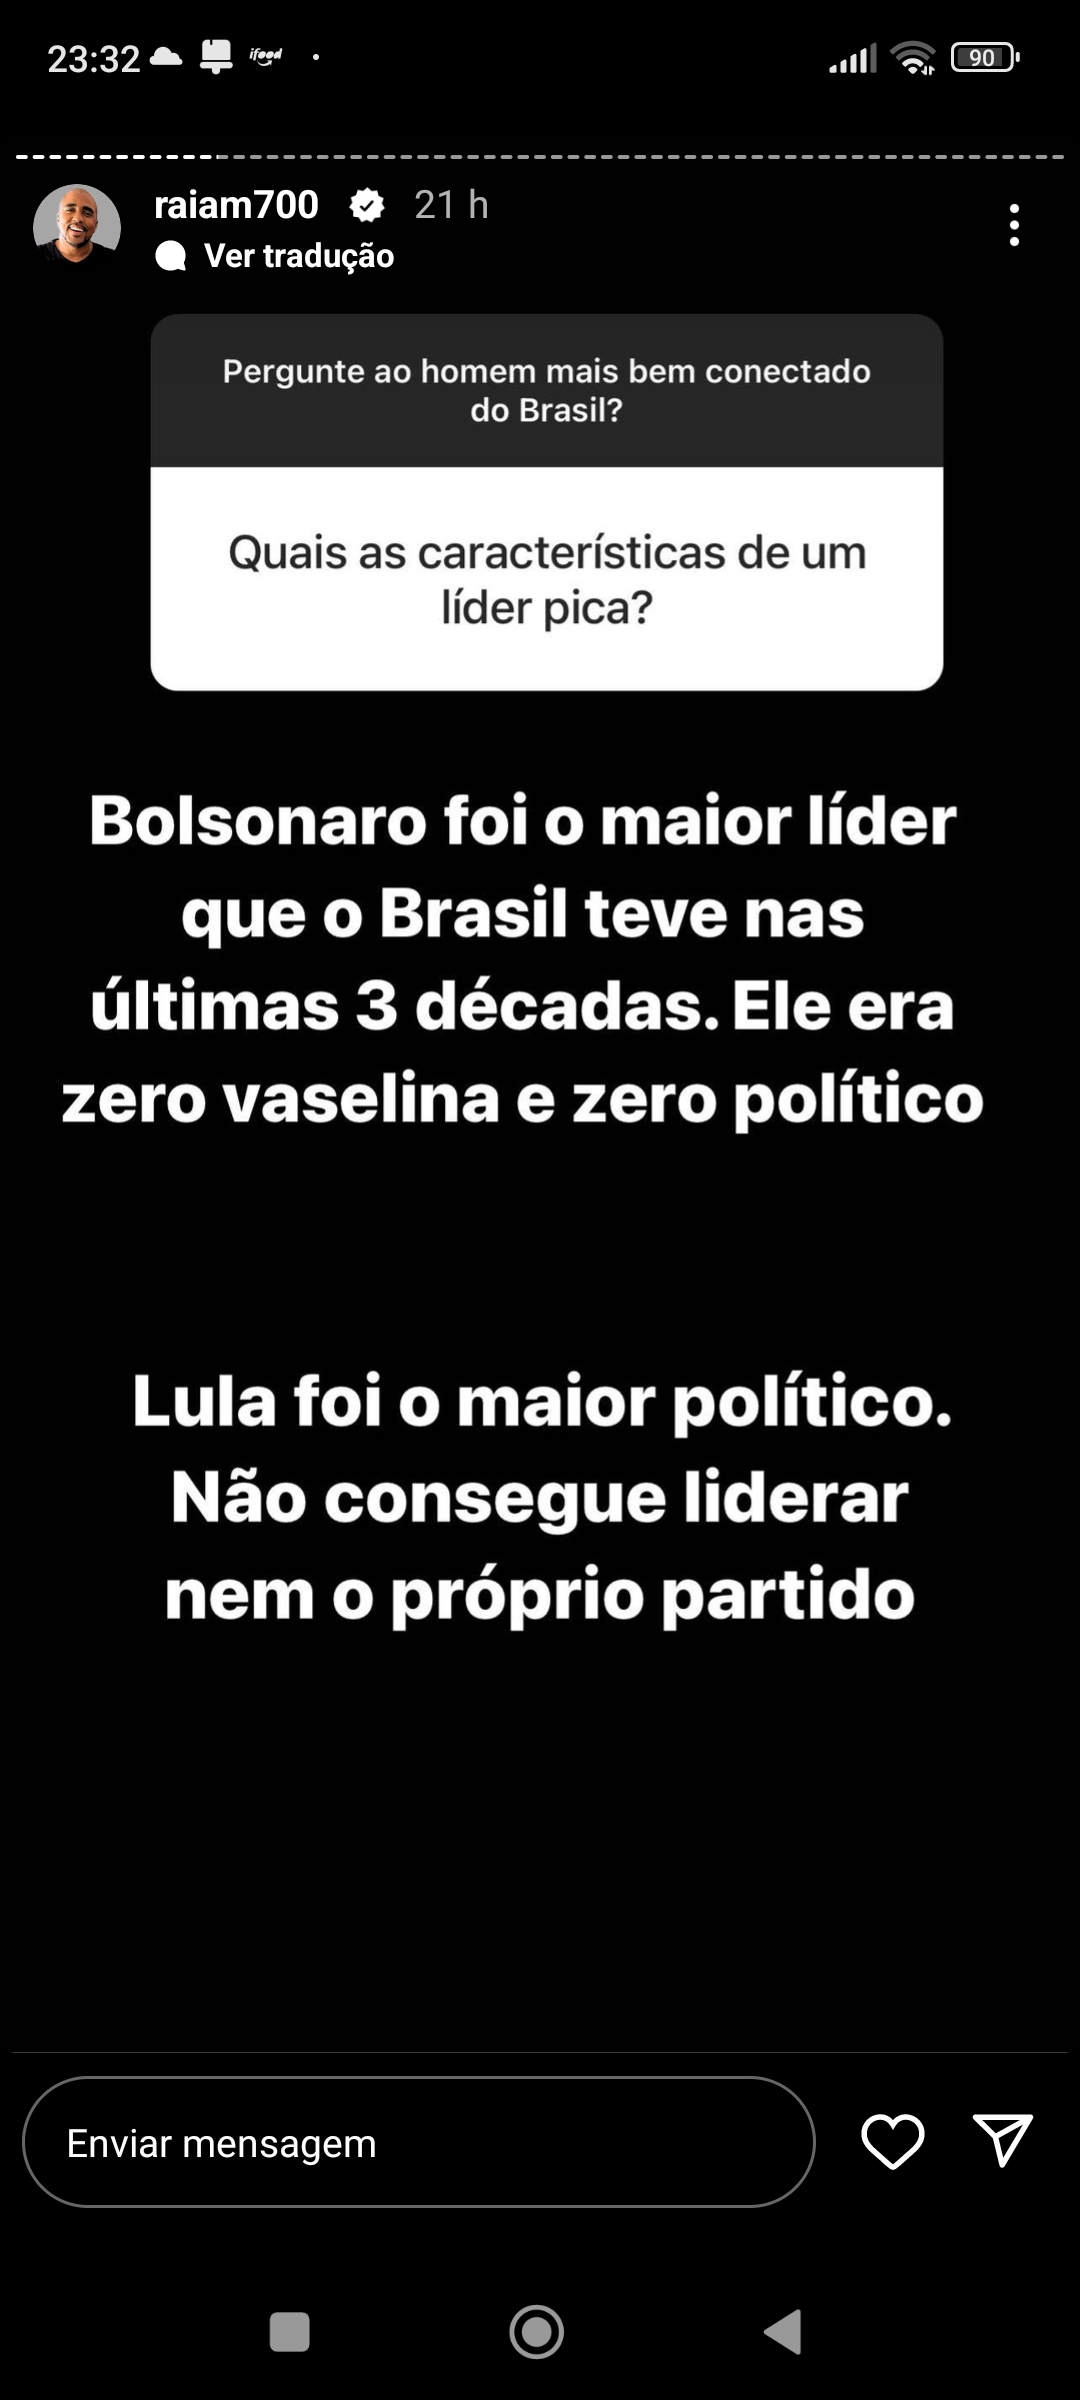 23:32
ifood
90
raiam700 21 h
Ver tradução
Pergunte ao homem mais bem conectado
do Brasil?
Quais as características de um
líder pica?
Bolsonaro foi o maior líder
que o Brasil teve nas
últimas 3 décadas. Ele era
zero vaselina e zero político
Lula foi o maior político.
Não consegue liderar
nem o próprio partido
Enviar mensagem